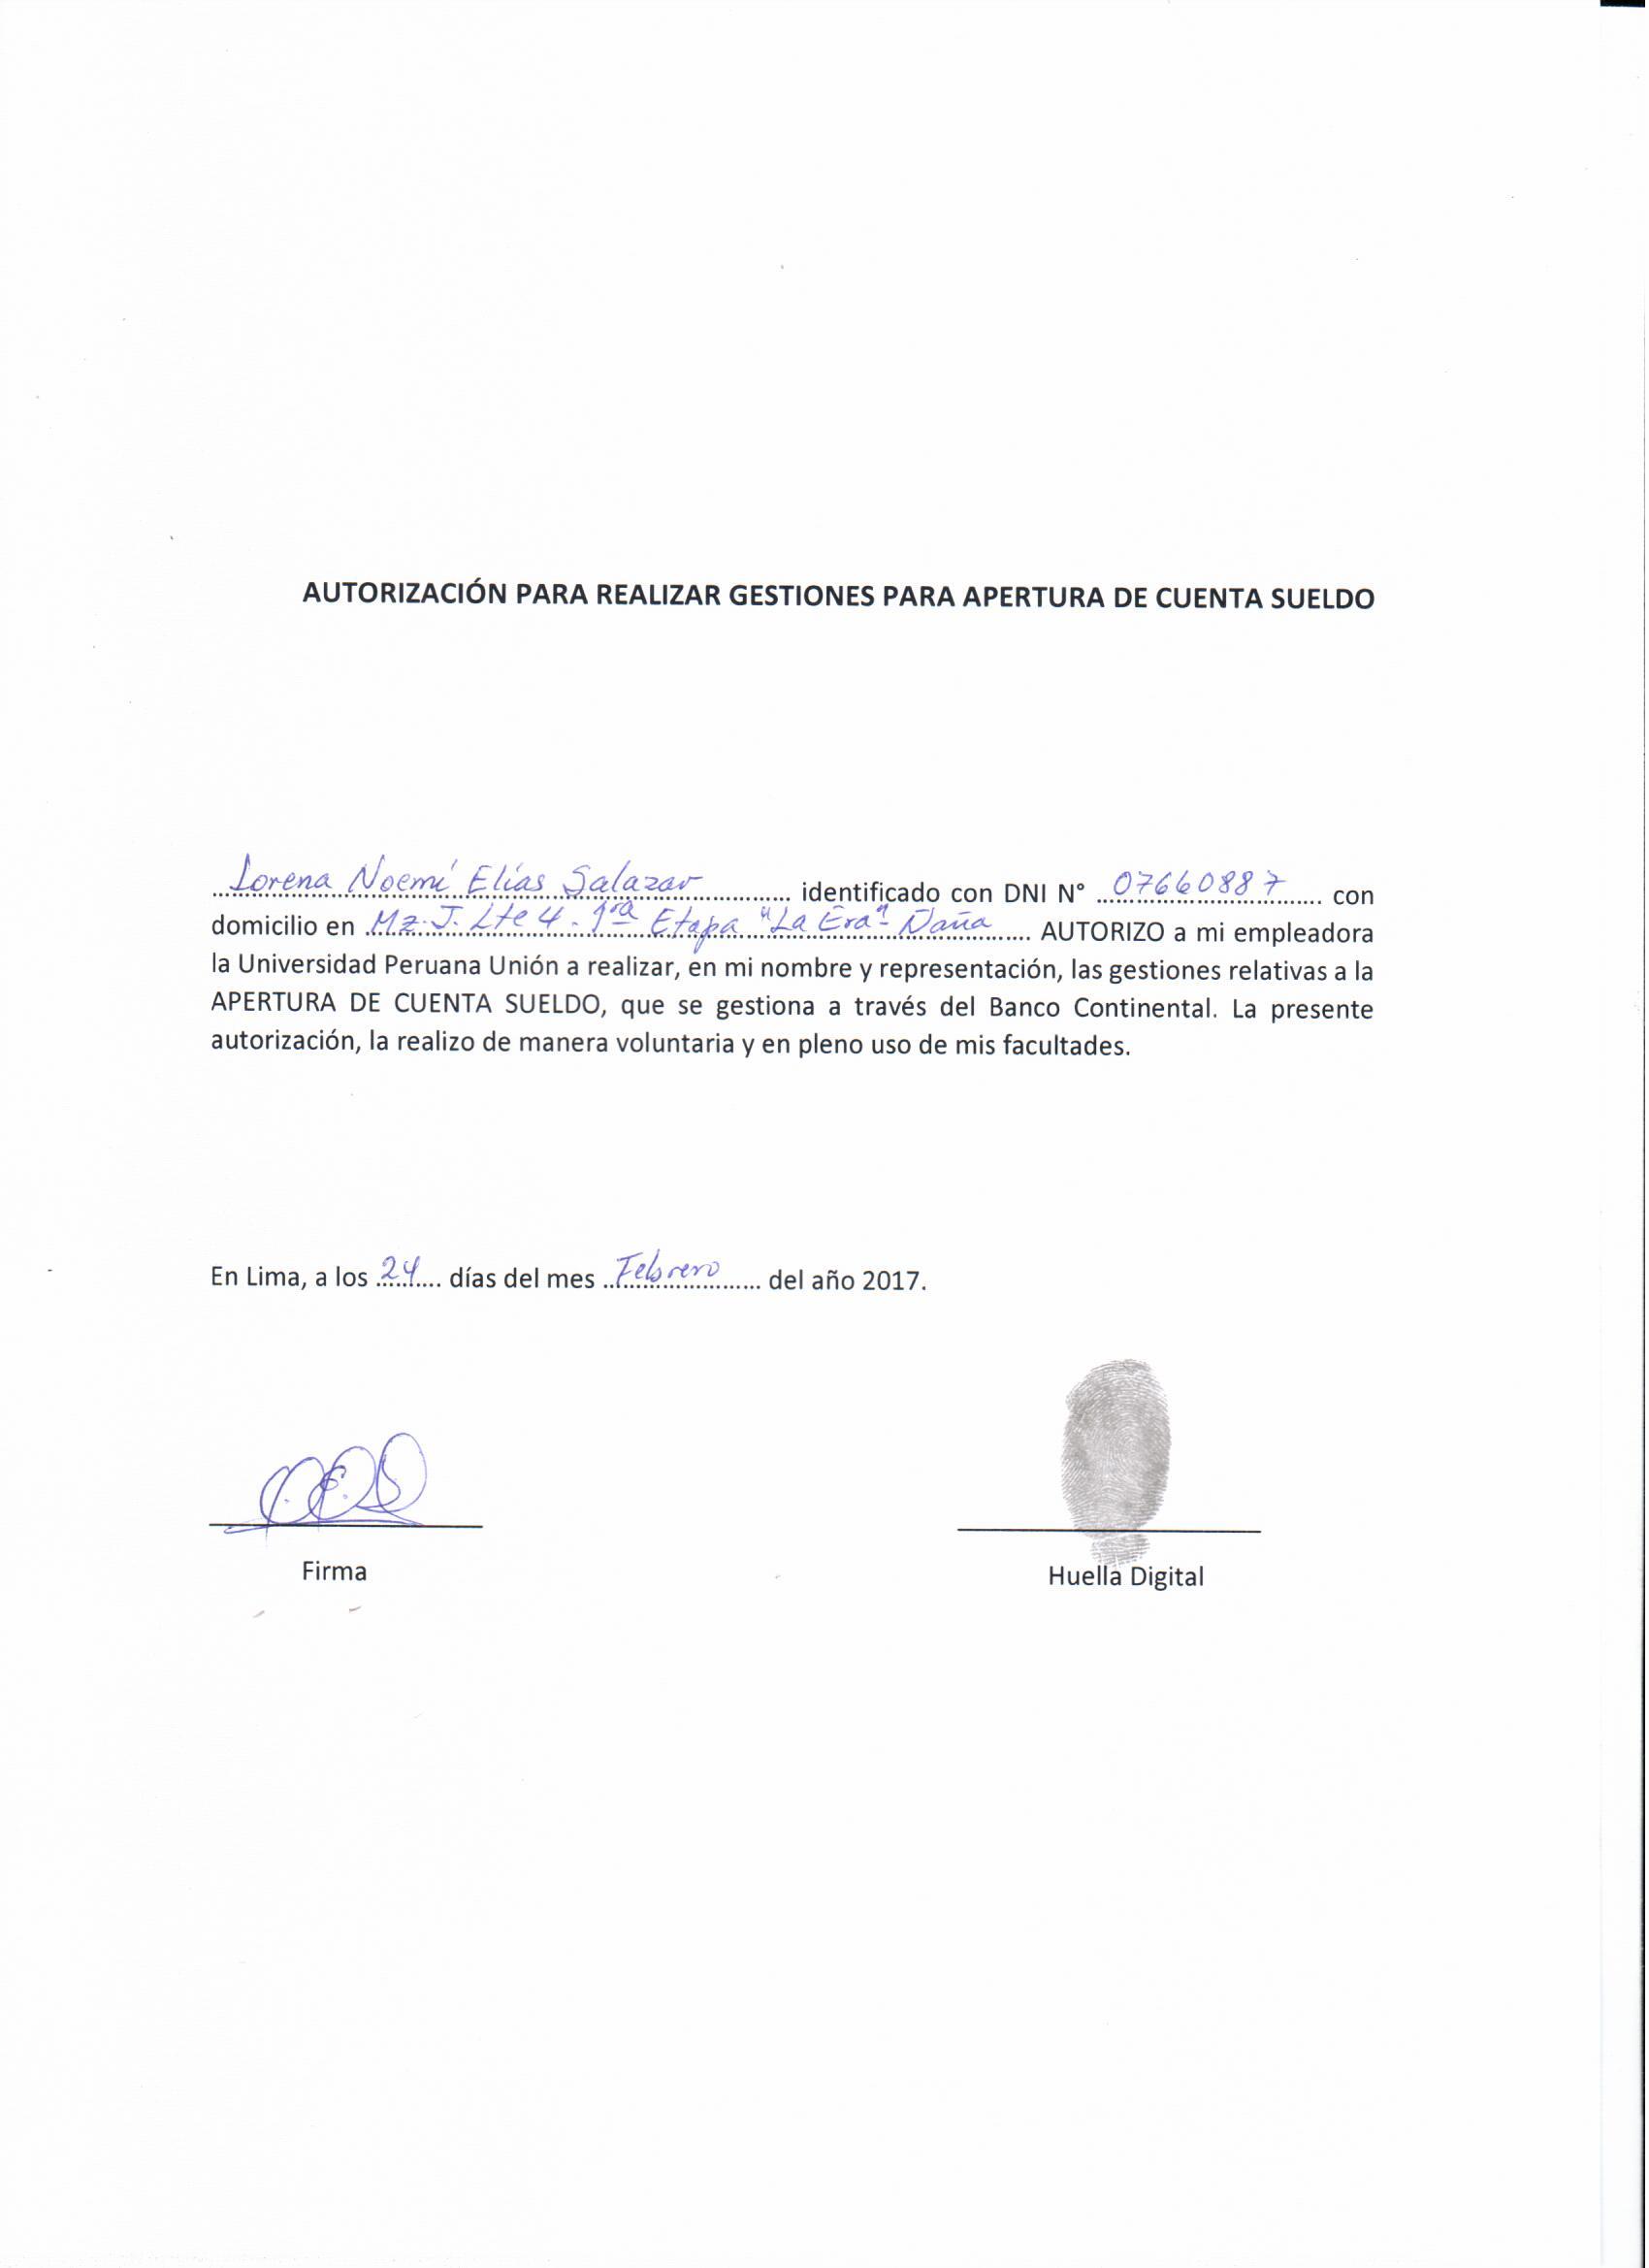 AUTORIZACIÓN PARA REALIZAR GESTIONES PARA APERTURA DE CUENTA SUELDO
Lorena Noemí Elías Salazar identificado con DNI N° 07660887 con
domicilio en Mz. J. Lte 4 - 1ra Etapa "La Era" - Ñaña AUTORIZO a mi empleadora
la Universidad Peruana Unión a realizar, en mi nombre y representación, las gestiones relativas a la
APERTURA DE CUENTA SUELDO, que se gestiona a través del Banco Continental. La presente
autorización, la realizo de manera voluntaria y en pleno uso de mis facultades.
En Lima, a los 24 días del mes Febrero del año 2017.
Firma
Huella Digital